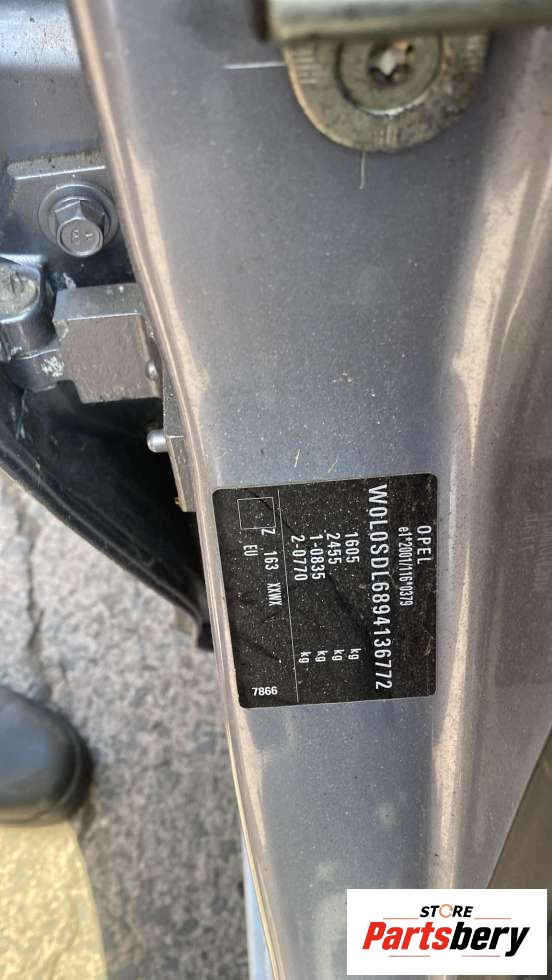 OPEL
e1*2001/116*0379
W0L0SDL6894136772
1605 kg
2455 kg
1-0835 kg
2-0770 kg
Z 163 XXWX
EU
7866
STORE
Partsbery